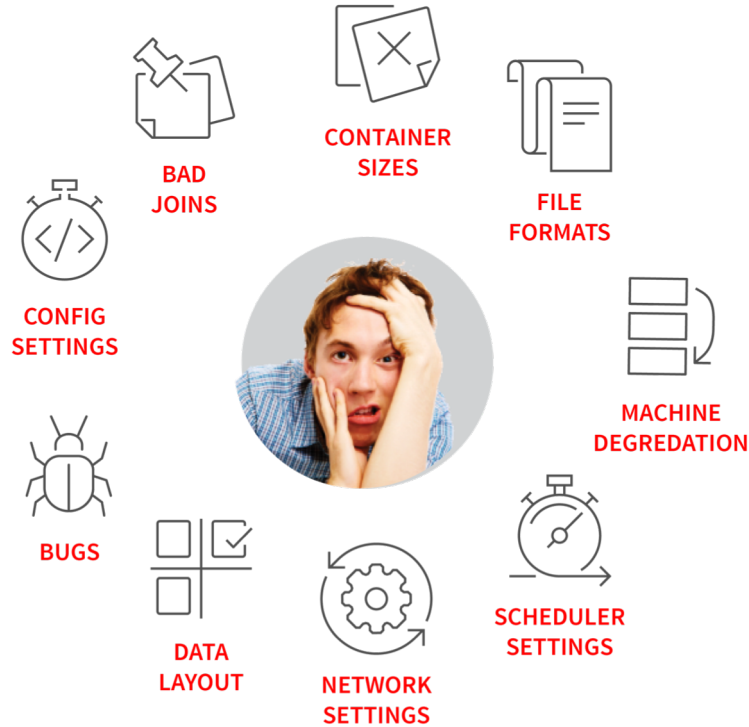 CONTAINER
SIZES
BAD
JOINS
FILE
FORMATS
CONFIG
SETTINGS
MACHINE
DEGREDATION
BUGS
SCHEDULER
SETTINGS
DATA
LAYOUT
NETWORK
SETTINGS